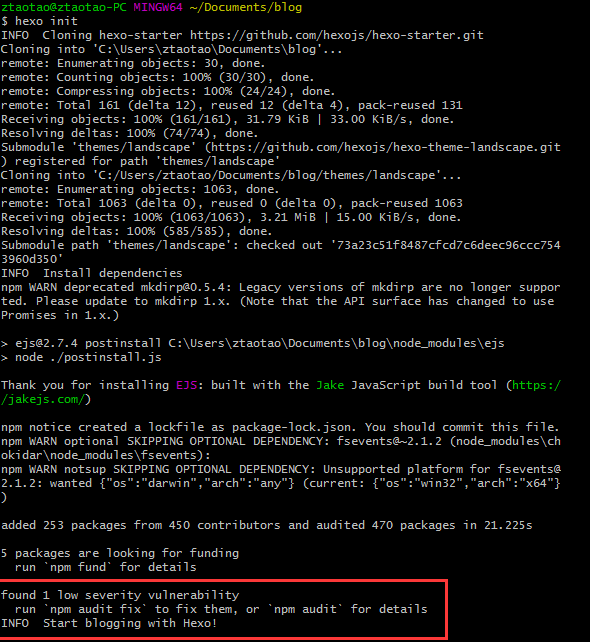 ztaotao@ztaotao-PC MINGW64 ~/Documents/blog
$ hexo init
INFO  Cloning hexo-starter https://github.com/hexojs/hexo-starter.git
Cloning into 'C:\Users\ztaotao\Documents\blog'...
remote: Enumerating objects: 30, done.
remote: Counting objects: 100% (30/30), done.
remote: Compressing objects: 100% (24/24), done.
remote: Total 161 (delta 12), reused 12 (delta 4), pack-reused 131
Receiving objects: 100% (161/161), 31.79 KiB | 33.00 KiB/s, done.
Resolving deltas: 100% (74/74), done.
Submodule 'themes/landscape' (https://github.com/hexojs/hexo-theme-landscape.git
) registered for path 'themes/landscape'
Cloning into 'C:/Users/ztaotao/Documents/blog/themes/landscape'...
remote: Enumerating objects: 1063, done.
remote: Total 1063 (delta 0), reused 0 (delta 0), pack-reused 1063
Receiving objects: 100% (1063/1063), 3.21 MiB | 15.00 KiB/s, done.
Resolving deltas: 100% (585/585), done.
Submodule path 'themes/landscape': checked out '73a23c51f8487cfcd7c6deec96ccc754
3960d350'
INFO  Install dependencies
npm WARN deprecated mkdirp@0.5.4: Legacy versions of mkdirp are no longer suppor
ted. Please update to mkdirp 1.x. (Note that the API surface has changed to use
Promises in 1.x.)
> ejs@2.7.4 postinstall C:\Users\ztaotao\Documents\blog\node_modules\ejs
> node ./postinstall.js
Thank you for installing EJS: built with the Jake JavaScript build tool (https:/
/jakejs.com/)
npm notice created a lockfile as package-lock.json. You should commit this file.
npm WARN optional SKIPPING OPTIONAL DEPENDENCY: fsevents@~2.1.2 (node_modules\ch
okidar\node_modules\fsevents):
npm WARN notsup SKIPPING OPTIONAL DEPENDENCY: Unsupported platform for fsevents@
2.1.2: wanted {"os":"darwin","arch":"any"} (current: {"os":"win32","arch":"x64"}
)
added 253 packages from 450 contributors and audited 470 packages in 21.225s
5 packages are looking for funding
  run `npm fund` for details
found 1 low severity vulnerability
  run `npm audit fix` to fix them, or `npm audit` for details
INFO  Start blogging with Hexo!